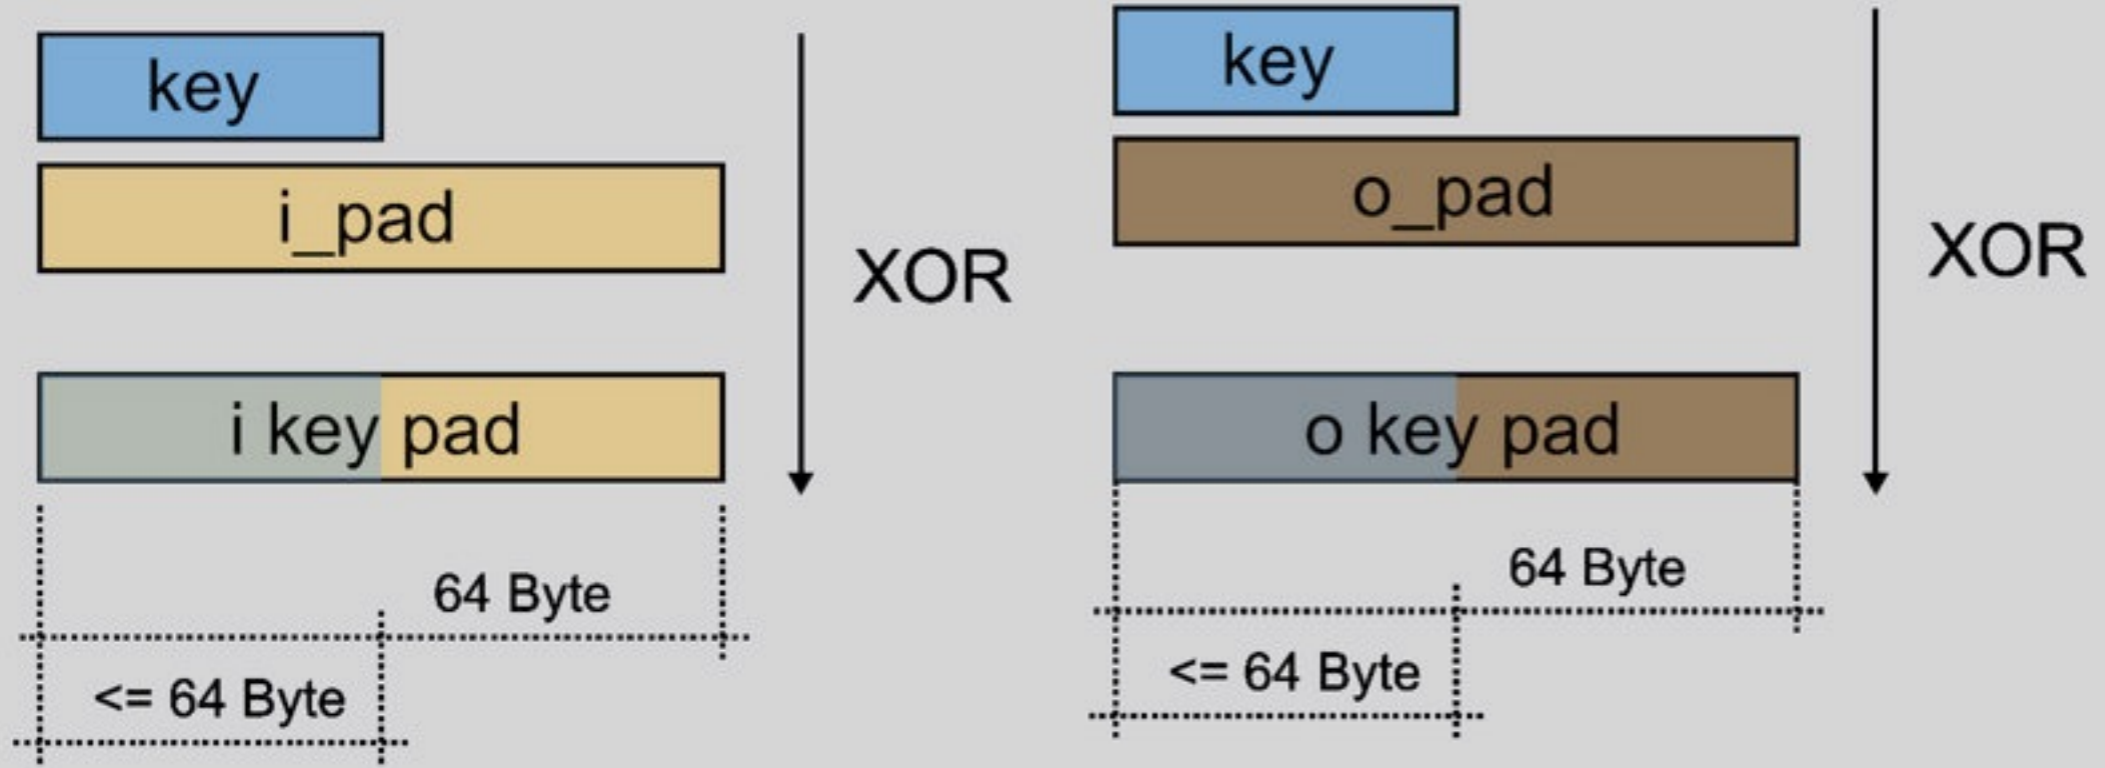 key
i_pad
XOR
i key pad
64 Byte
<= 64 Byte
key
o_pad
XOR
o key pad
64 Byte
<= 64 Byte